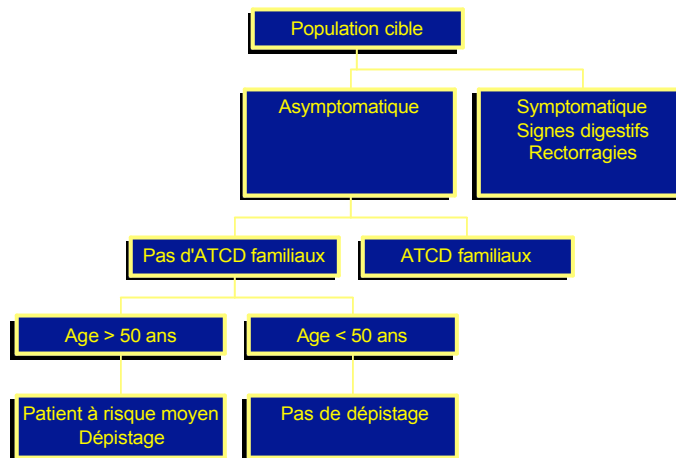 Population cible
Asymptomatique
Symptomatique
Signes digestifs
Rectorragies
Pas d'ATCD familiaux
ATCD familiaux
Age > 50 ans
Age < 50 ans
Patient à risque moyen
Dépistage
Pas de dépistage